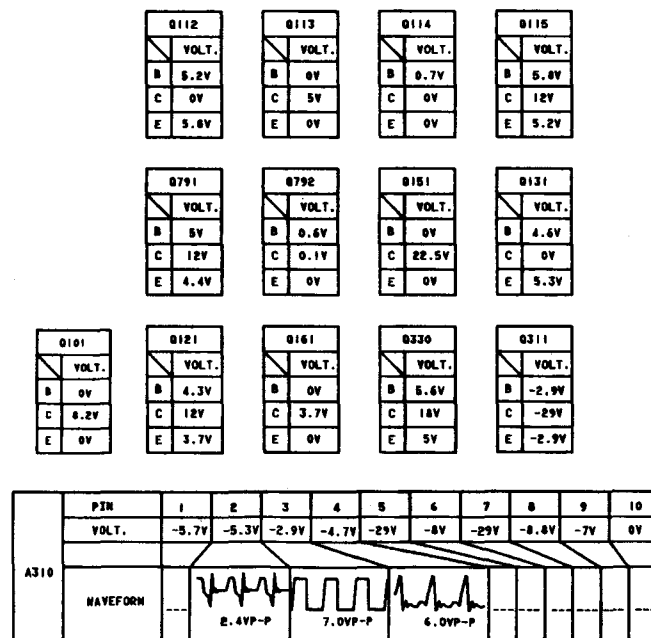 Q112 Q113 Q114 Q115
VOLT. VOLT. VOLT. VOLT.
B 5.2V B 0V B 0.7V B 5.8V
C 0V C 5V C 0V C 12V
E 5.8V E 0V E 0V E 5.2V
Q791 Q792 Q151 Q131
VOLT. VOLT. VOLT. VOLT.
B 5V B 0.6V B 0V B 4.6V
C 12V C 0.1V C 22.5V C 0V
E 4.4V E 0V E 0V E 5.3V
Q101 Q121 Q161 Q330 Q311
VOLT. VOLT. VOLT. VOLT. VOLT.
B 0V B 4.3V B 0V B 5.6V B -2.9V
C 8.2V C 12V C 3.7V C 18V C -29V
E 0V E 3.7V E 0V E 5V E -2.9V
PIN 1 2 3 4 5 6 7 8 9 10
VOLT. -5.7V -5.3V -2.9V -4.7V -29V -8V -29V -8.8V -7V 0V
A310
WAVEFORM
2.4VP-P 7.0VP-P 6.0VP-P